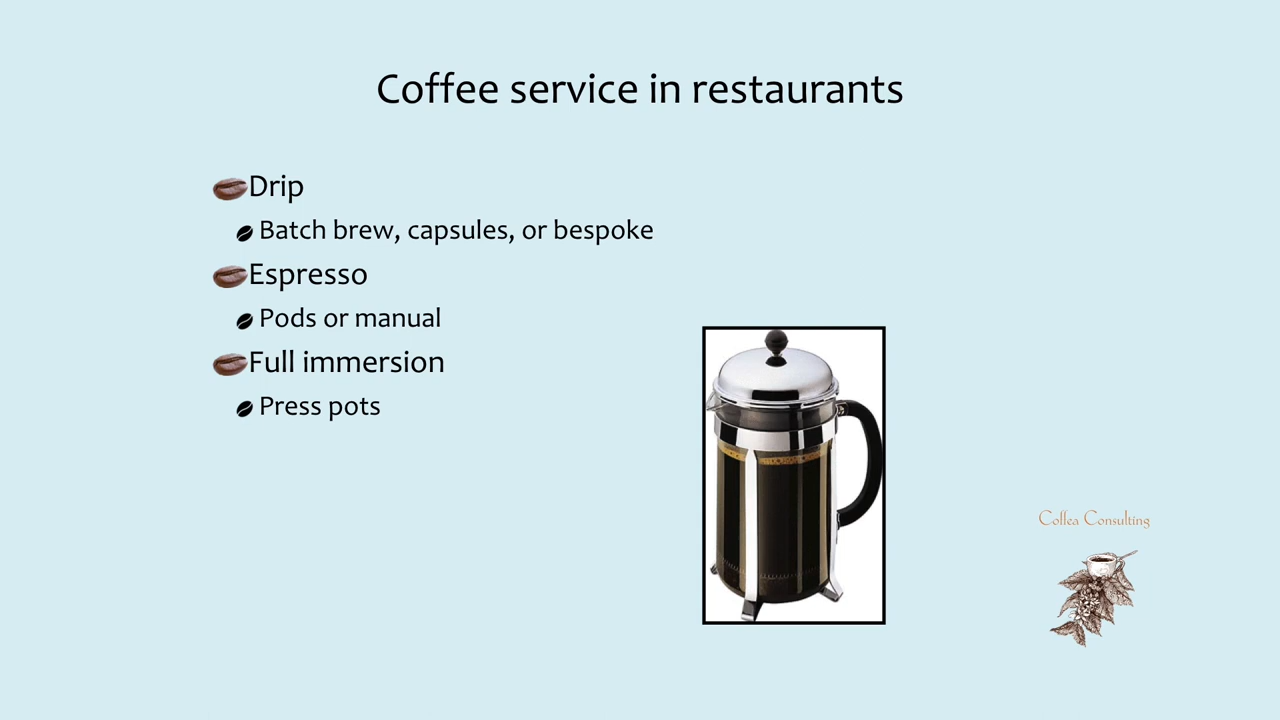 Coffee service in restaurants
Drip
Batch brew, capsules, or bespoke
Espresso
Pods or manual
Full immersion
Press pots
Coffea Consulting